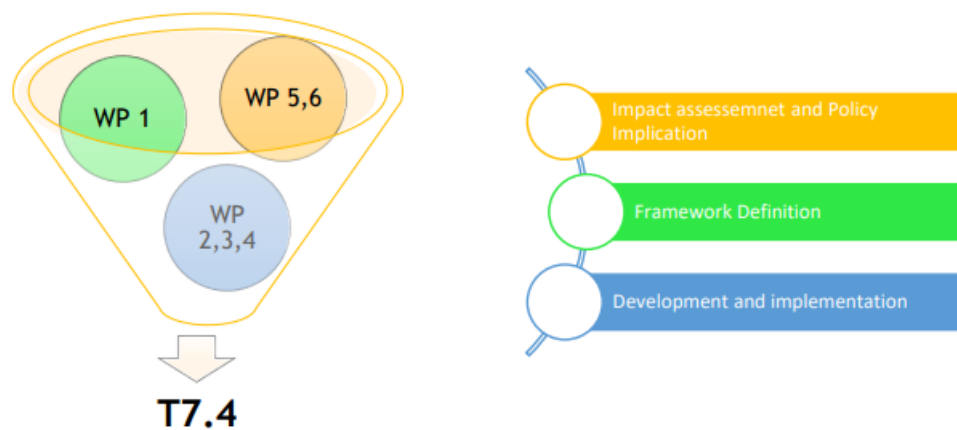 WP 1
WP 5,6
WP
2,3,4
T7.4
Impact assessemnet and Policy
Implication
Framework Definition
Development and implementation